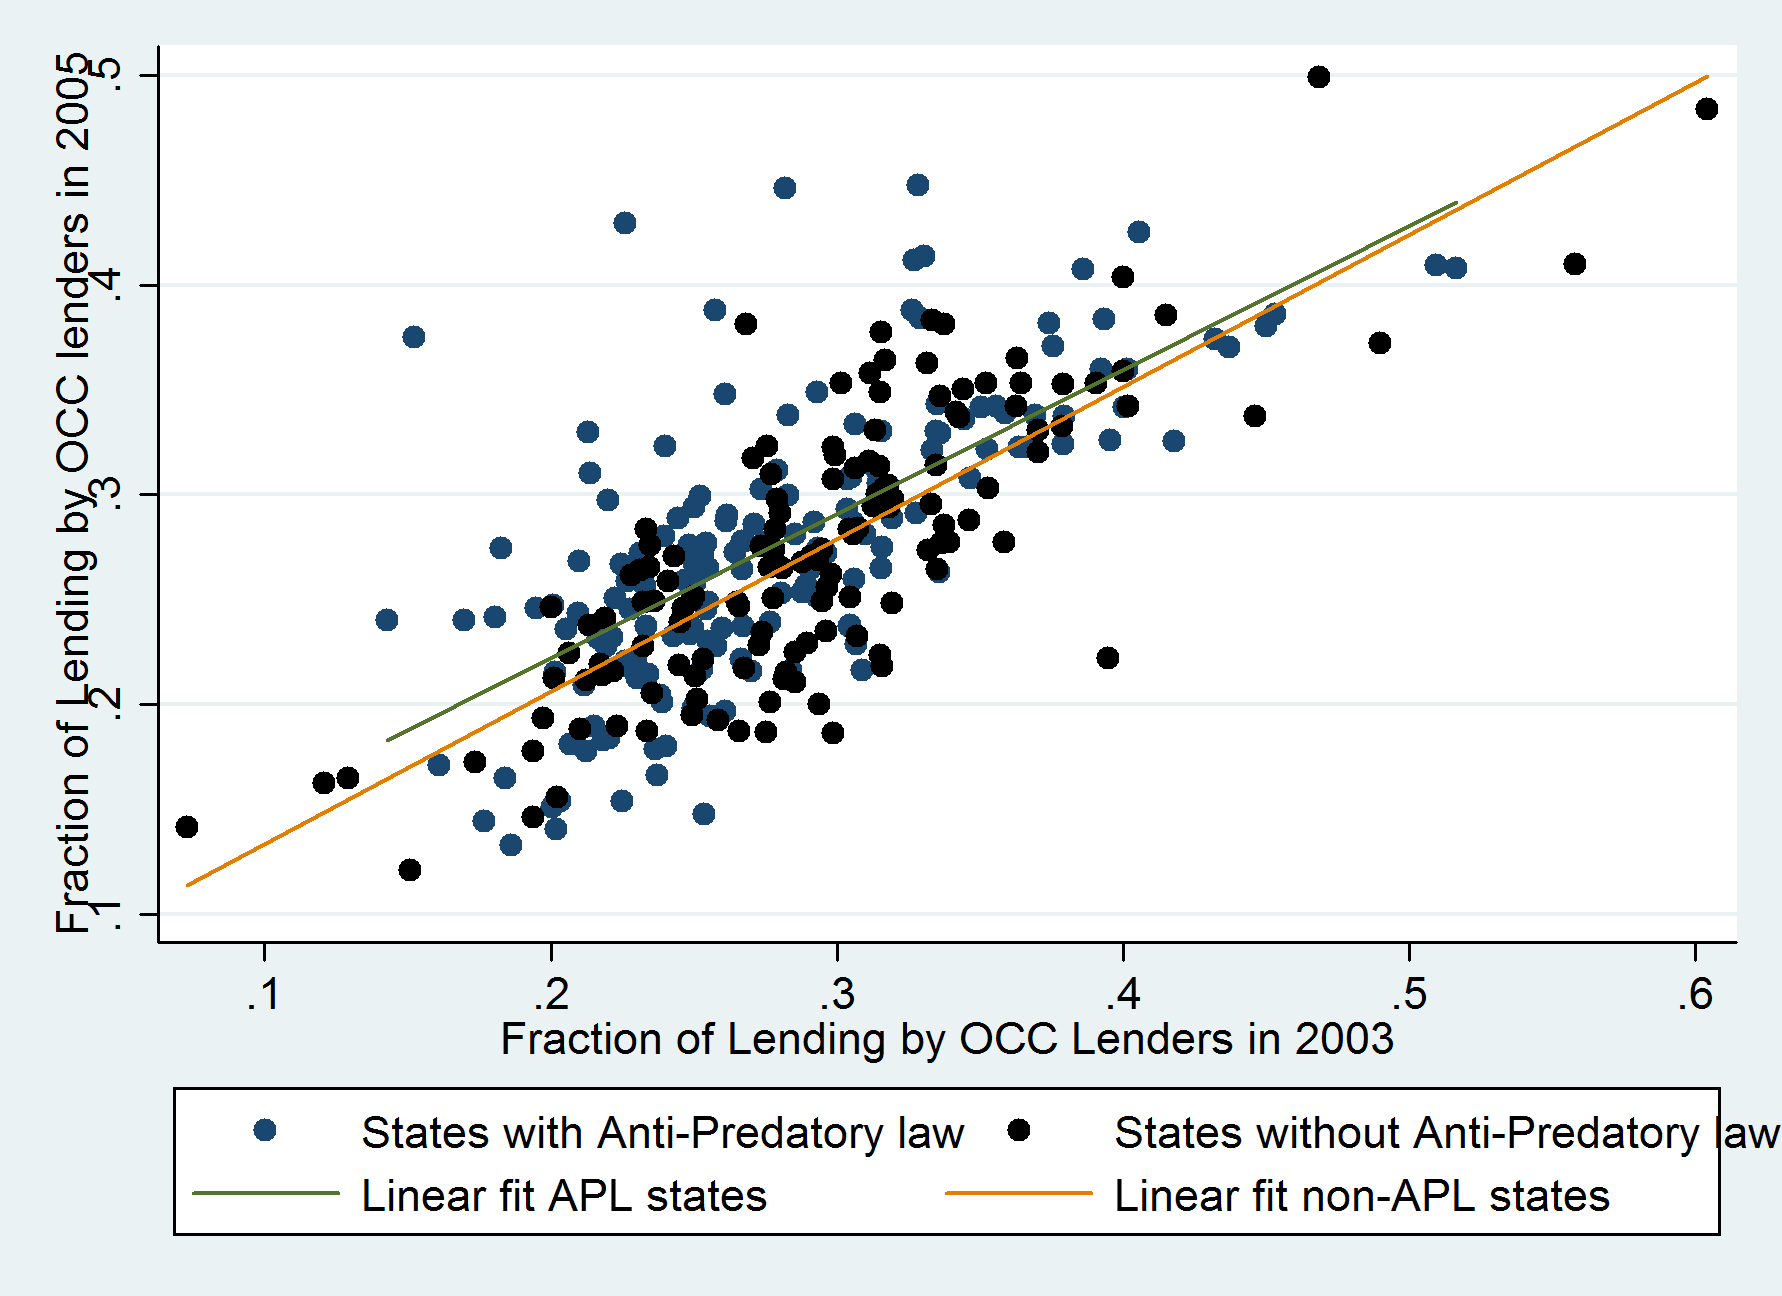 Fraction of Lending by OCC lenders in 2005
.5
.4
.3
.2
.1
.1 .2 .3 .4 .5 .6
Fraction of Lending by OCC Lenders in 2003
States with Anti-Predatory law States without Anti-Predatory law
Linear fit APL states Linear fit non-APL states